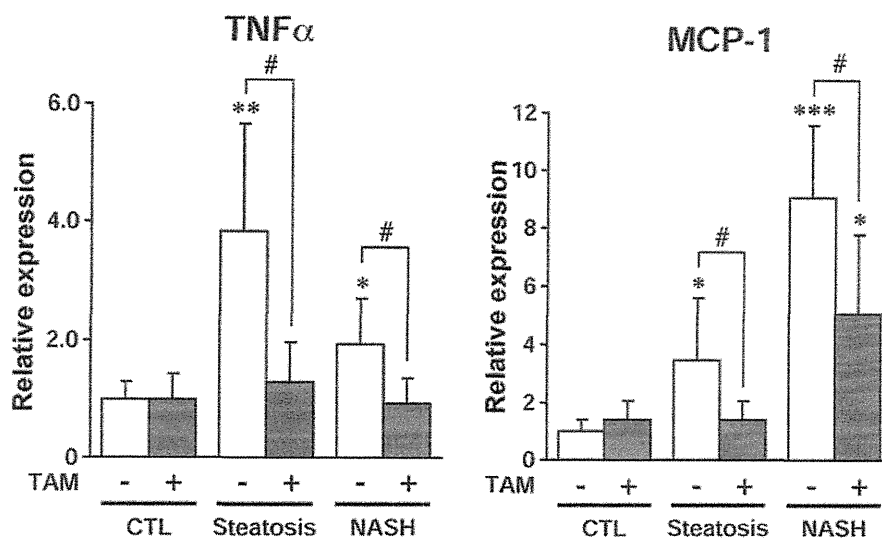 TNFα
Relative expression
6.0
4.0
2.0
0
**
#
*
#
TAM - + - + - +
CTL Steatosis NASH
MCP-1
Relative expression
12
10
8
6
4
2
0
*
#
***
#
*
- + - + - +
CTL Steatosis NASH